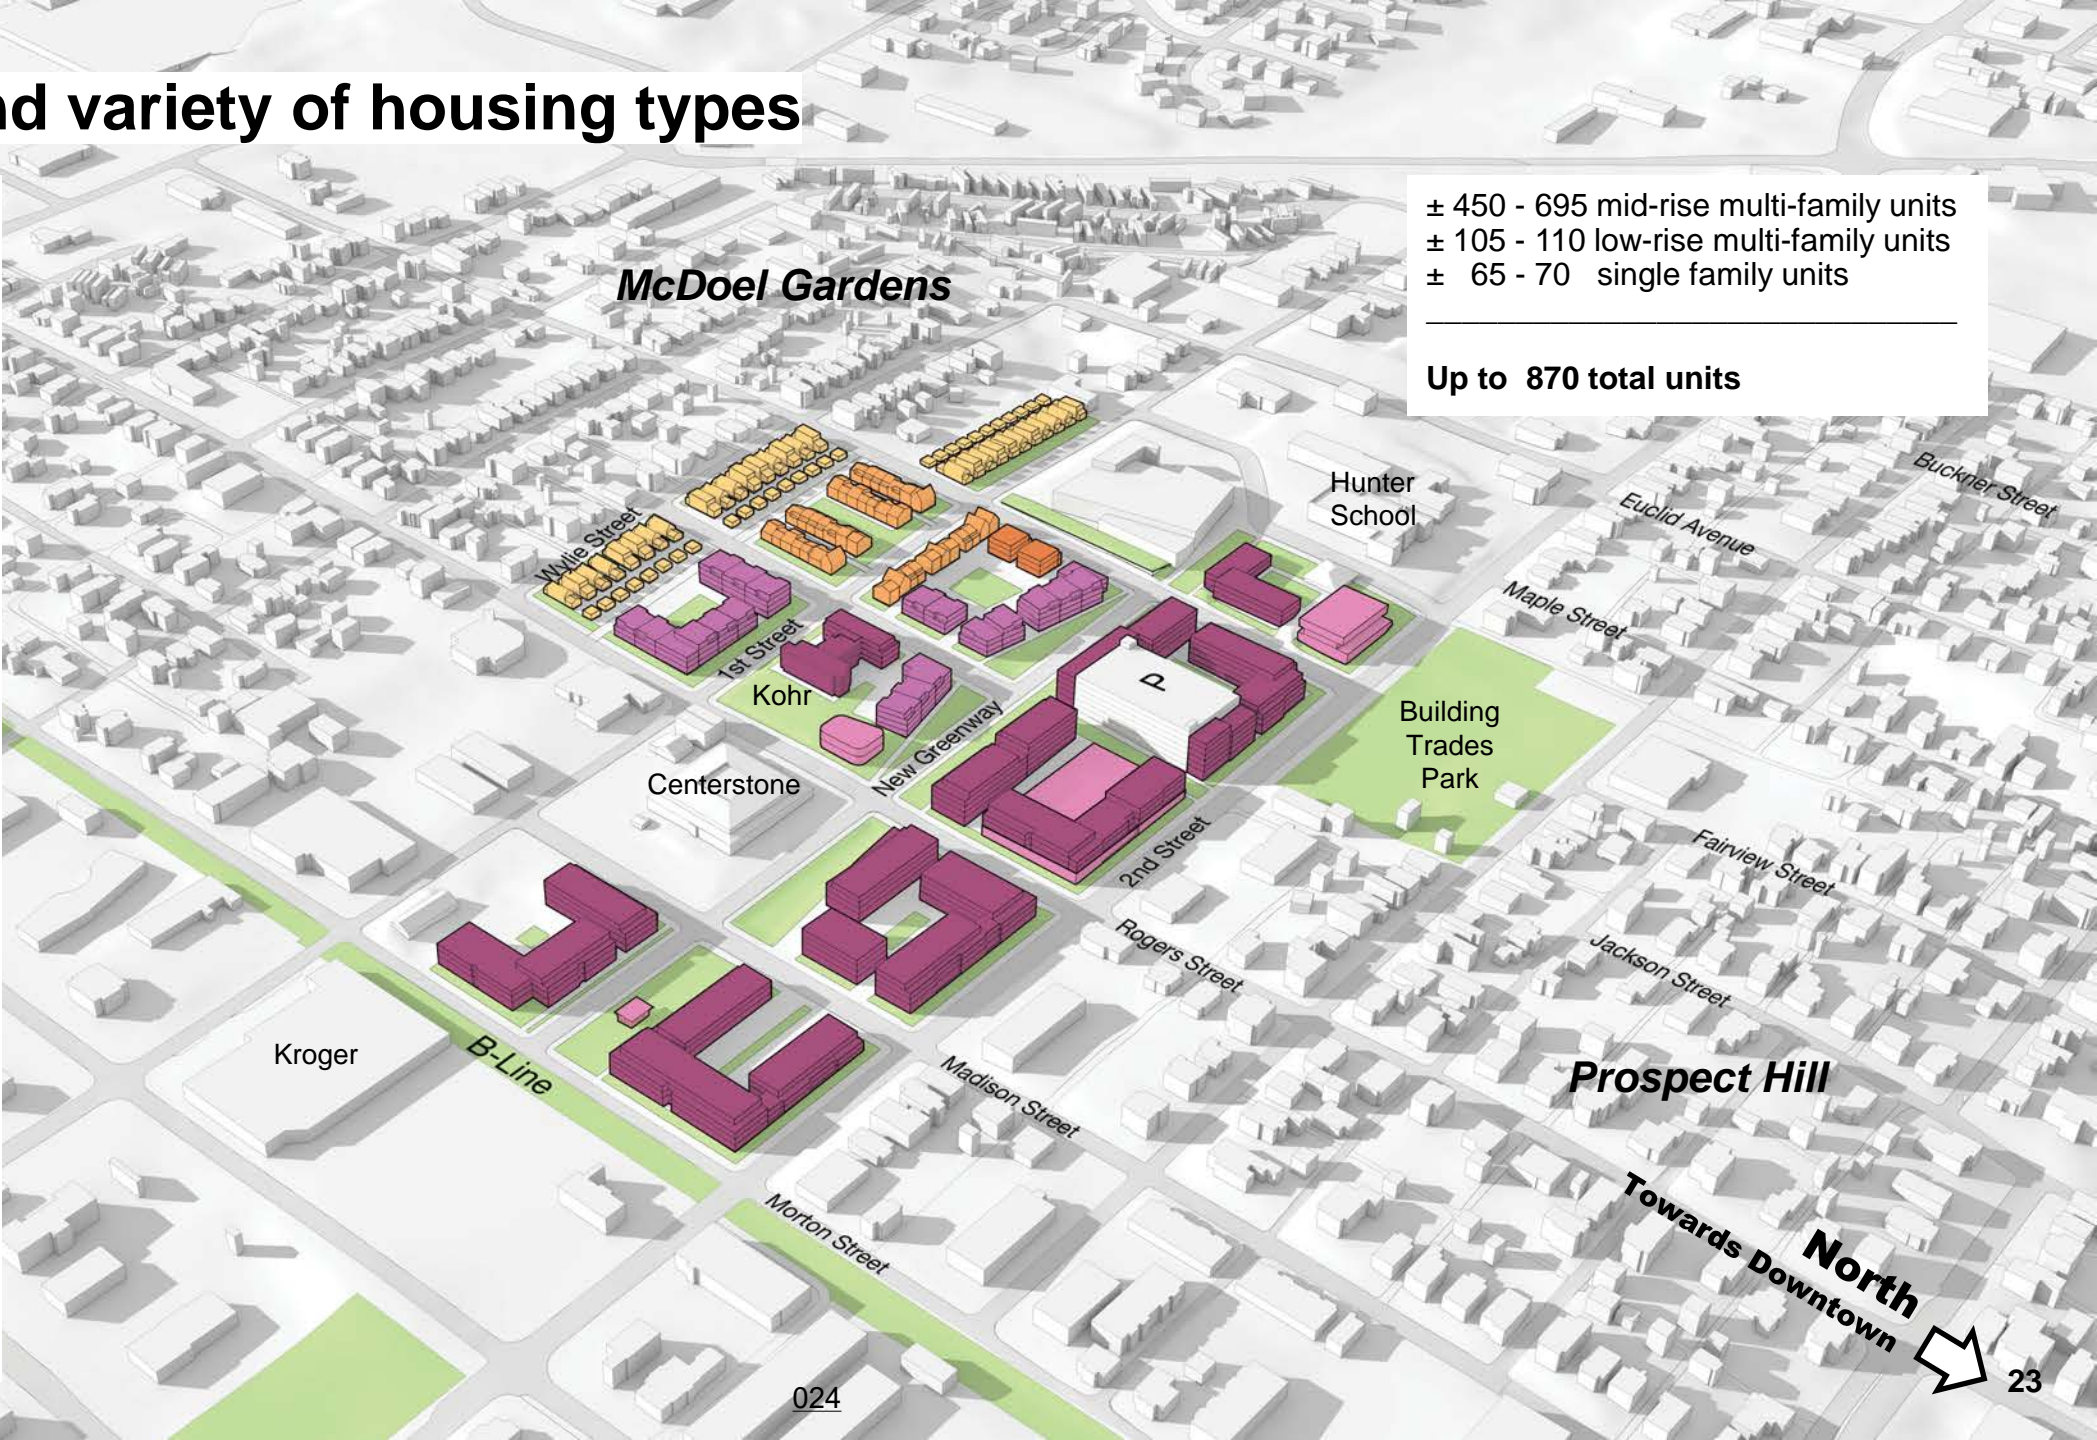 nd variety of housing types
± 450 - 695 mid-rise multi-family units
± 105 - 110 low-rise multi-family units
± 65 - 70 single family units
Up to 870 total units
McDoel Gardens
Hunter
School
Buckner Street
Euclid Avenue
Wylie Street
Maple Street
1st Street
Kohr
P
Building
Trades
Park
New Greenway
Centerstone
2nd Street
Fairview Street
Rogers Street
Jackson Street
Kroger
B-Line
Madison Street
Prospect Hill
Morton Street
Towards Downtown
North
23
024